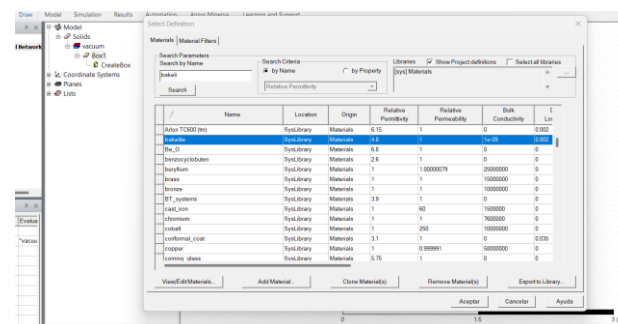 Draw Model Simulation Results Automation Ansys Minerva Learning and Support
Select Definition
Model
Solids
vacuum
Box1
CreateBox
Coordinate Systems
Planes
Lists
Materials Material Filters
Search Parameters
Search by Name
bakeli
Search
Search Criteria
by Name by Property
Relative Permittivity
Libraries Show Project definitions Select all libraries
[sys] Materials
...
Name Location Origin Relative Permittivity Relative Permeability Bulk Conductivity
Arlon TC600 (tm) SysLibrary Materials 6.15 1 0 0.002
bakelite SysLibrary Materials 4.8 1 1e-09 0.002
Be_O SysLibrary Materials 6.8 1 0 0
benzocyclobuten SysLibrary Materials 2.6 1 0 0
beryllium SysLibrary Materials 1 1.00000079 25000000 0
brass SysLibrary Materials 1 1 15000000 0
bronze SysLibrary Materials 1 1 10000000 0
BT_systems SysLibrary Materials 3.9 1 0 0
cast_iron SysLibrary Materials 1 60 1500000 0
chromium SysLibrary Materials 1 1 7600000 0
cobalt SysLibrary Materials 1 250 10000000 0
conformal_coat SysLibrary Materials 3.1 1 0 0.035
copper SysLibrary Materials 1 0.999991 58000000 0
corning_glass SysLibrary Materials 5.75 1 0 0
View/Edit Materials... Add Material... Clone Material(s) Remove Material(s) Export to Library...
Aceptar Cancelar Ayuda
0 1.5 3